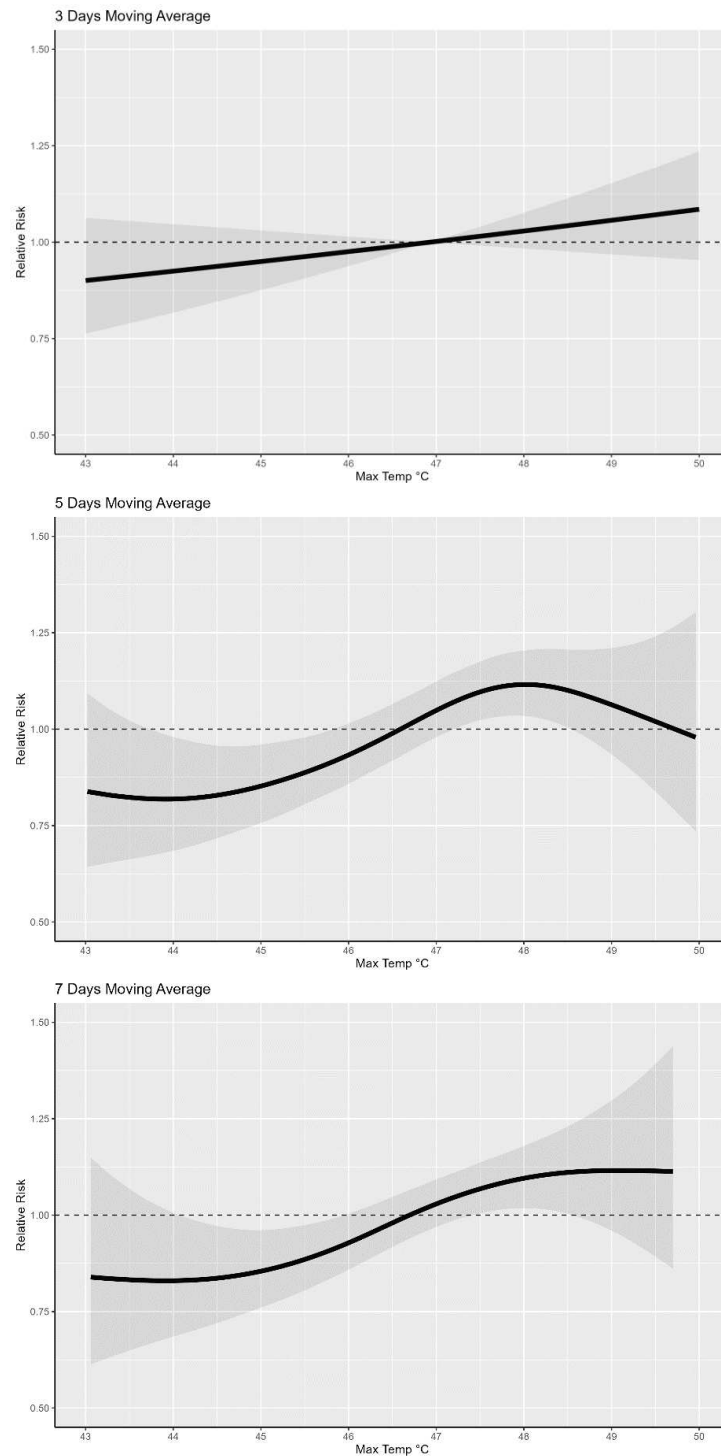 3 Days Moving Average
1.50
1.25
1.00
0.75
0.50
Relative Risk
43 44 45 46 47 48 49 50
Max Temp °C
5 Days Moving Average
1.50
1.25
1.00
0.75
0.50
Relative Risk
43 44 45 46 47 48 49 50
Max Temp °C
7 Days Moving Average
1.50
1.25
1.00
0.75
0.50
Relative Risk
43 44 45 46 47 48 49 50
Max Temp °C